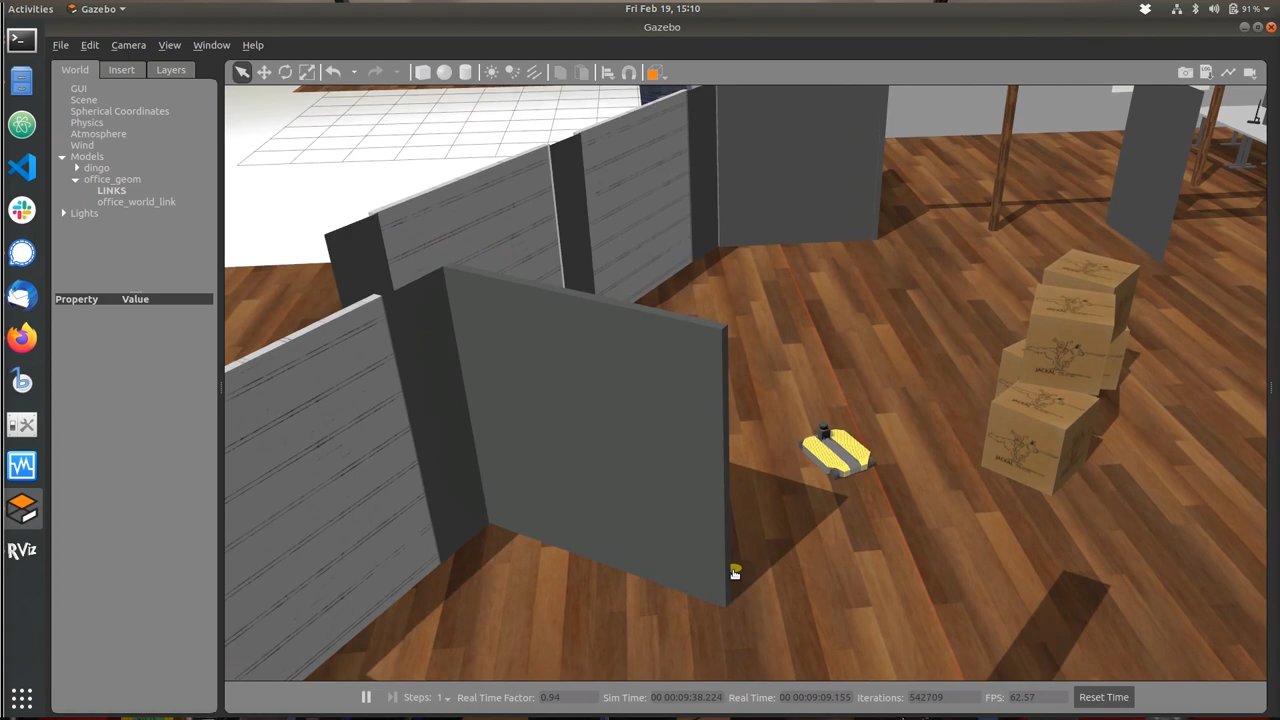 Activities
Gazebo
Fri Feb 19, 15:10
91%
Gazebo
File Edit Camera View Window Help
World Insert Layers
GUI
Scene
Spherical Coordinates
Physics
Atmosphere
Wind
Models
dingo
office_geom
LINKS
office_world_link
Lights
Property Value
JACKAL
JACKAL
RViz
Steps: 1 Real Time Factor: 0.94 Sim Time: 00 00:09:38.224 Real Time: 00 00:09:09.155 Iterations: 542709 FPS: 62.57 Reset Time